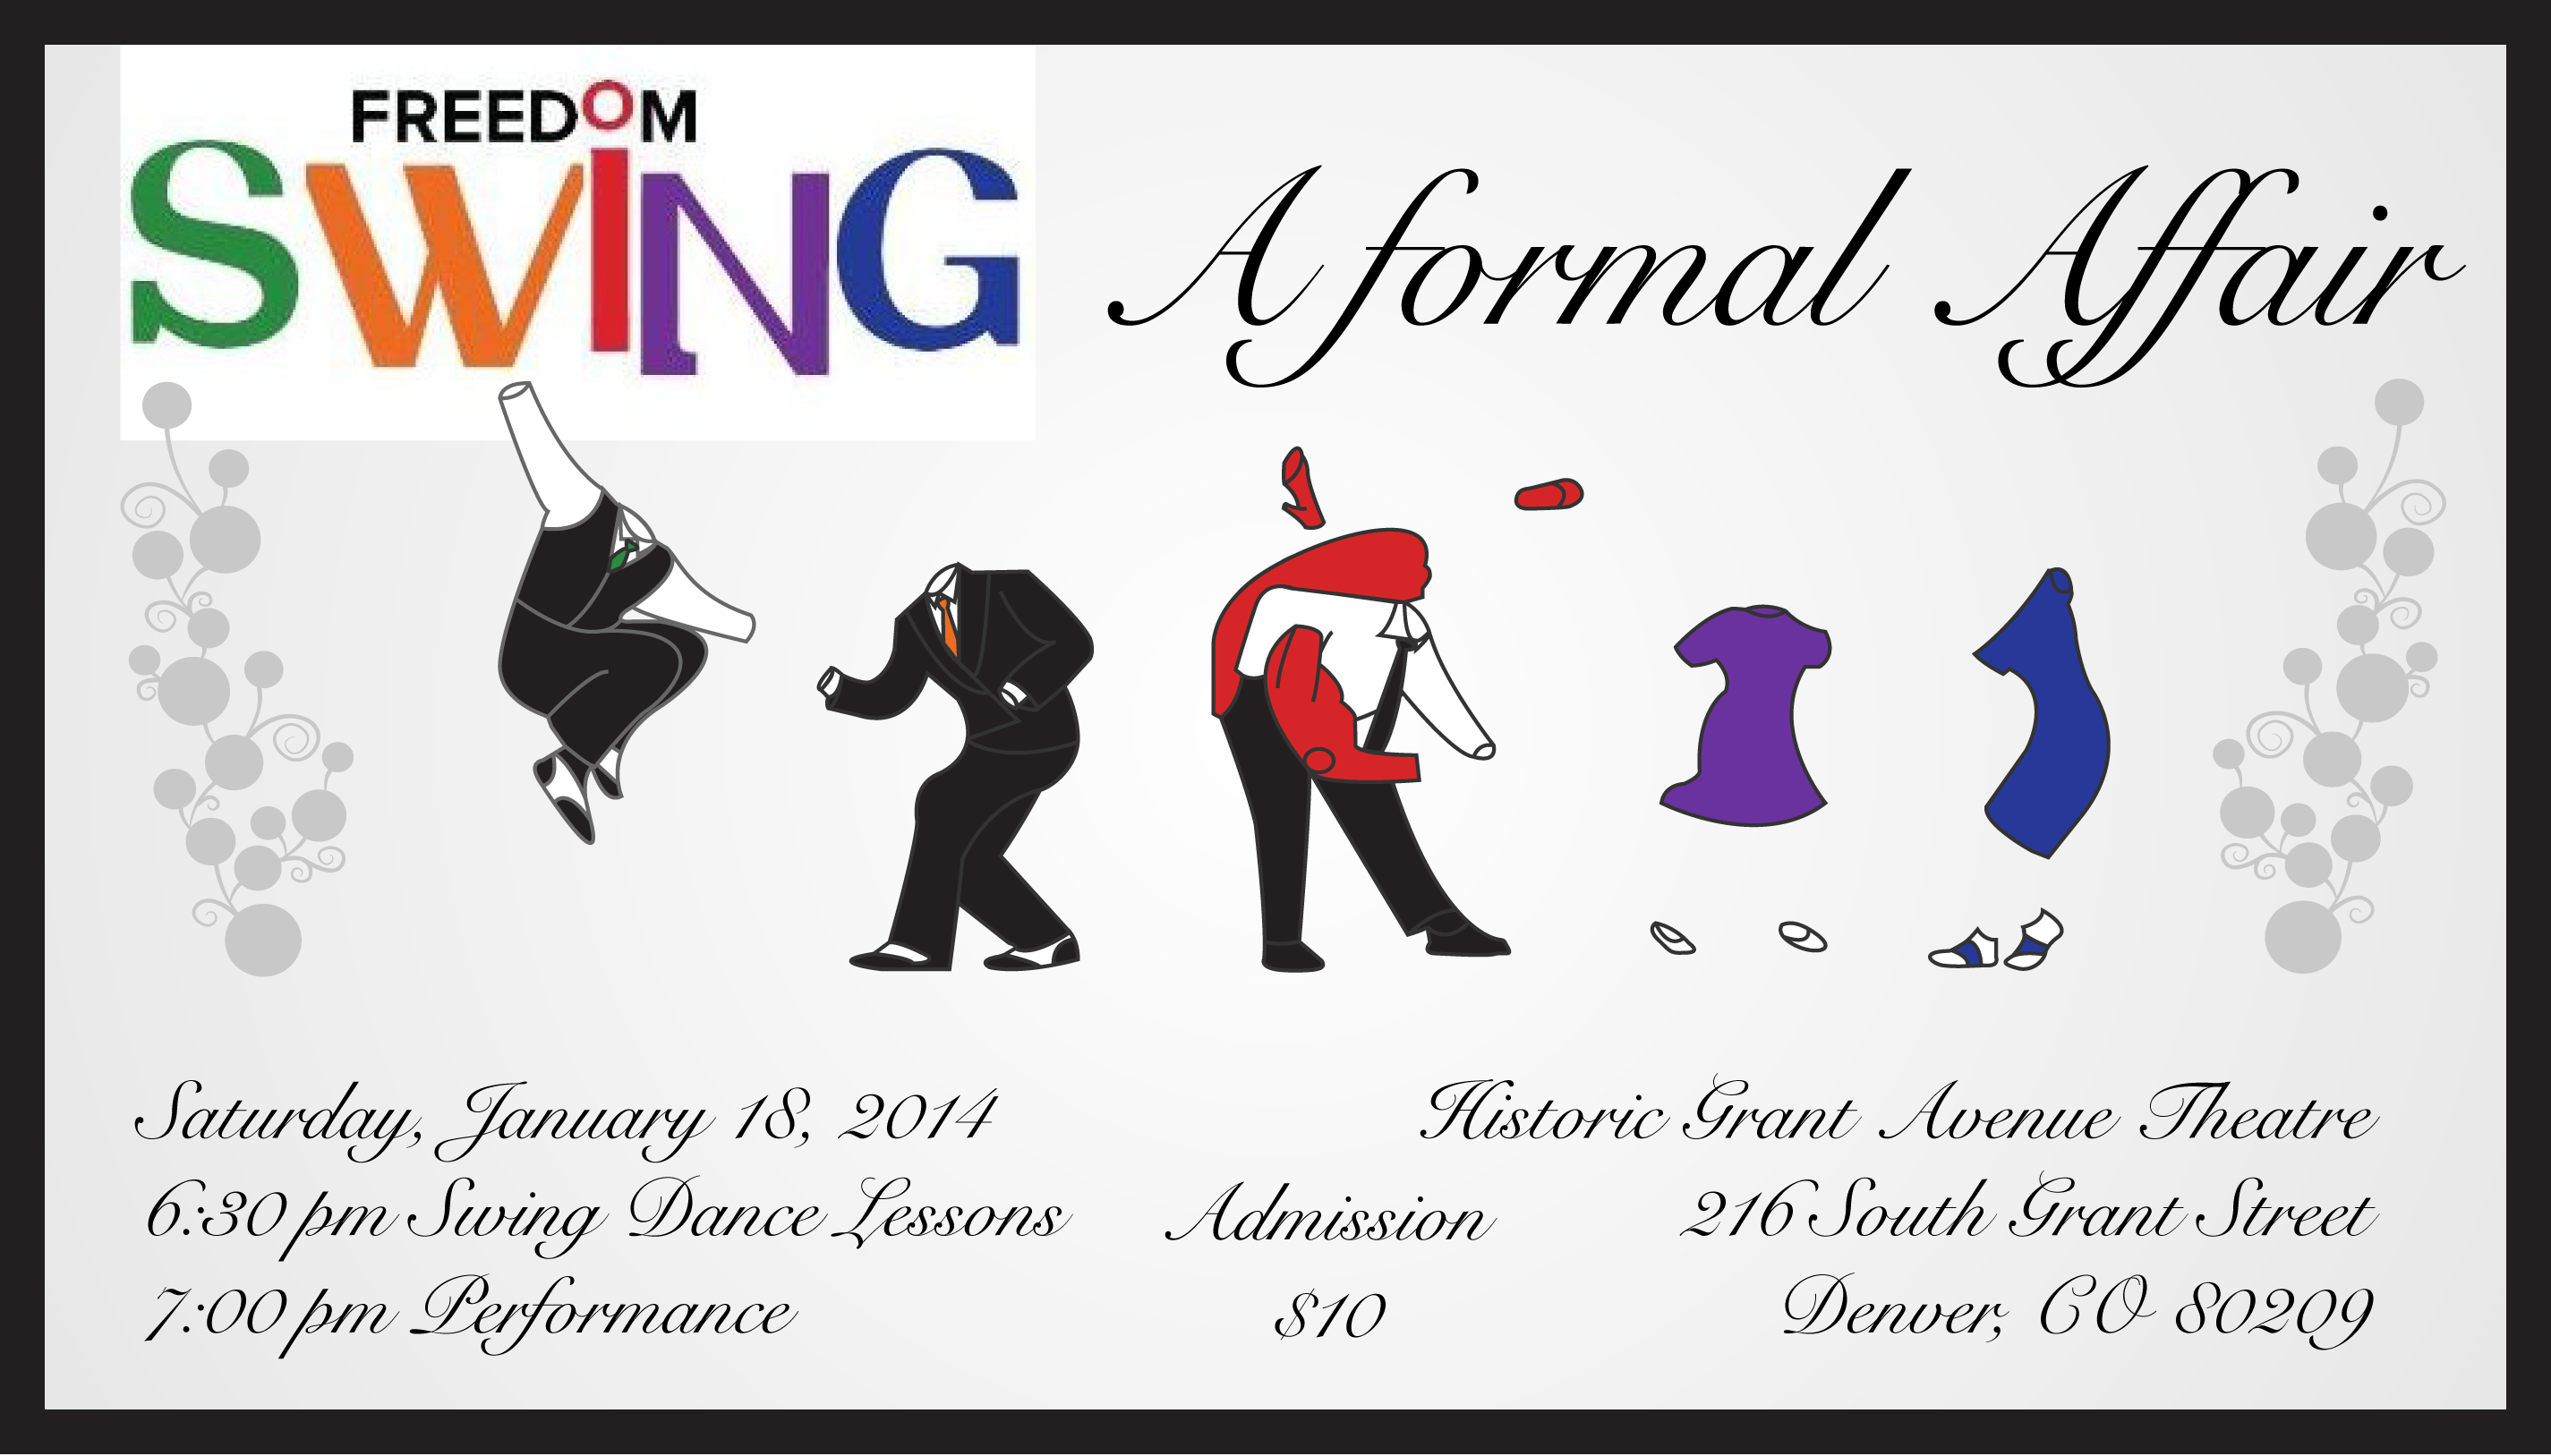 FREEDOM
SWING
A formal Affair
Saturday, January 18, 2014
6:30 pm Swing Dance Lessons
7:00 pm Performance
Admission
$10
Historic Grant Avenue Theatre
216 South Grant Street
Denver, CO 80209